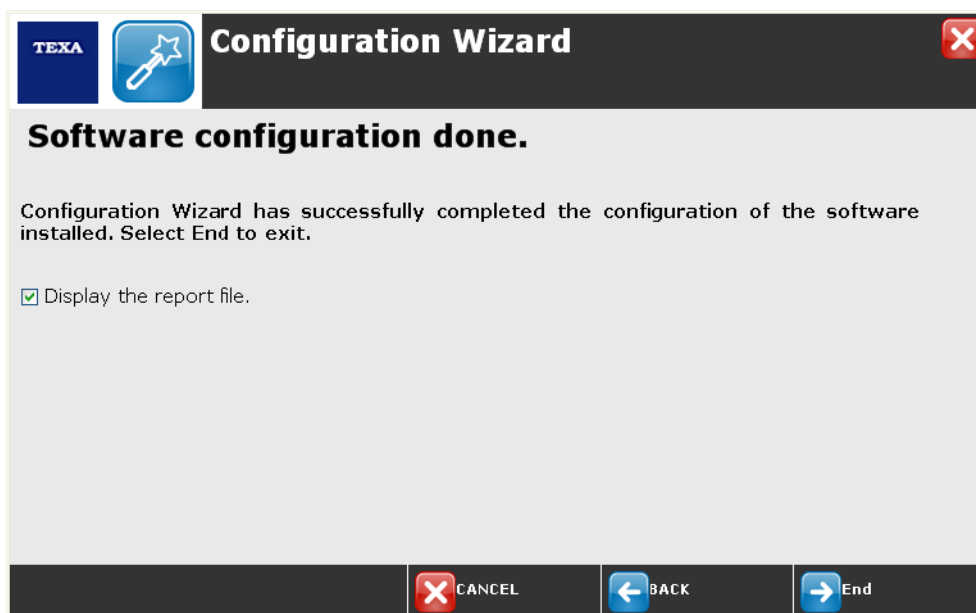 TEXA
Configuration Wizard
Software configuration done.
Configuration Wizard has successfully completed the configuration of the software
installed. Select End to exit.
Display the report file.
CANCEL
BACK
End